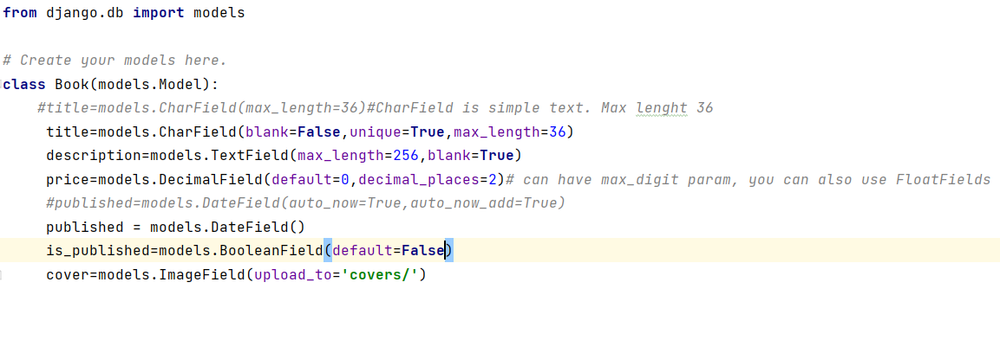 from django.db import models
# Create your models here.
class Book(models.Model):
#title=models.CharField(max_length=36)#CharField is simple text. Max lenght 36
title=models.CharField(blank=False,unique=True,max_length=36)
description=models.TextField(max_length=256,blank=True)
price=models.DecimalField(default=0,decimal_places=2)# can have max_digit param, you can also use FloatFields
#published=models.DateField(auto_now=True,auto_now_add=True)
published = models.DateField()
is_published=models.BooleanField(default=False)
cover=models.ImageField(upload_to='covers/')